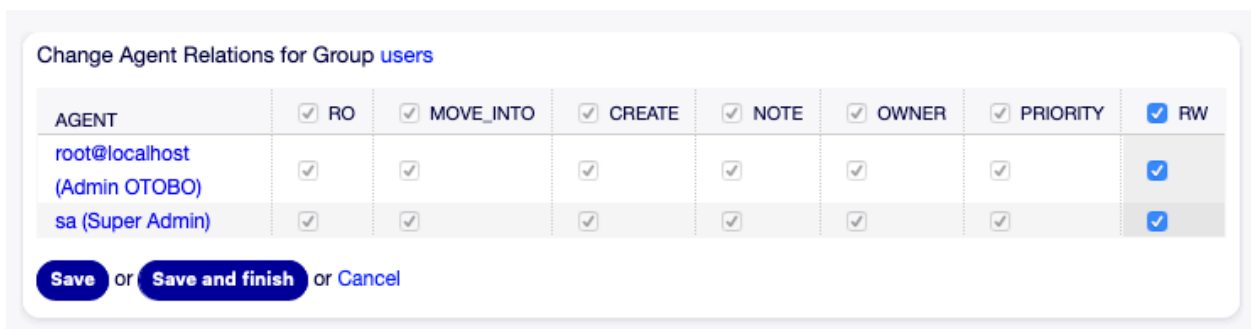 Change Agent Relations for Group users
AGENT RO MOVE_INTO CREATE NOTE OWNER PRIORITY RW
root@localhost
(Admin OTOBO)
sa (Super Admin)
Save or Save and finish or Cancel